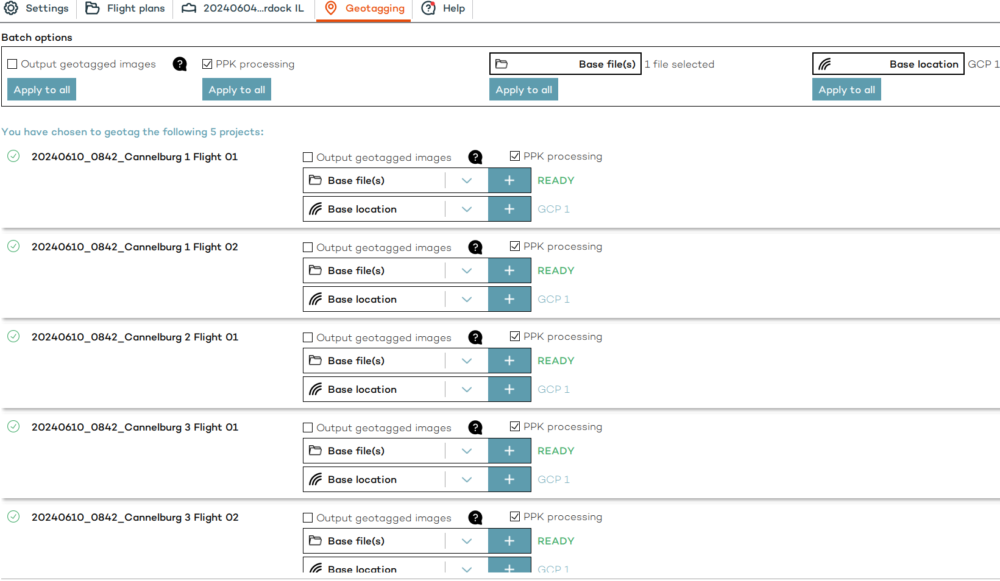 Settings Flight plans 20240604...rdock IL Geotagging Help
Batch options
Output geotagged images ? PPK processing Base file(s) 1 file selected Base location GCP 1
Apply to all Apply to all Apply to all Apply to all
You have chosen to geotag the following 5 projects:
20240610_0842_Cannelburg 1 Flight 01 Output geotagged images ? PPK processing
Base file(s) + READY
Base location + GCP 1
20240610_0842_Cannelburg 1 Flight 02 Output geotagged images ? PPK processing
Base file(s) + READY
Base location + GCP 1
20240610_0842_Cannelburg 2 Flight 01 Output geotagged images ? PPK processing
Base file(s) + READY
Base location + GCP 1
20240610_0842_Cannelburg 3 Flight 01 Output geotagged images ? PPK processing
Base file(s) + READY
Base location + GCP 1
20240610_0842_Cannelburg 3 Flight 02 Output geotagged images ? PPK processing
Base file(s) + READY
Base location + GCP 1